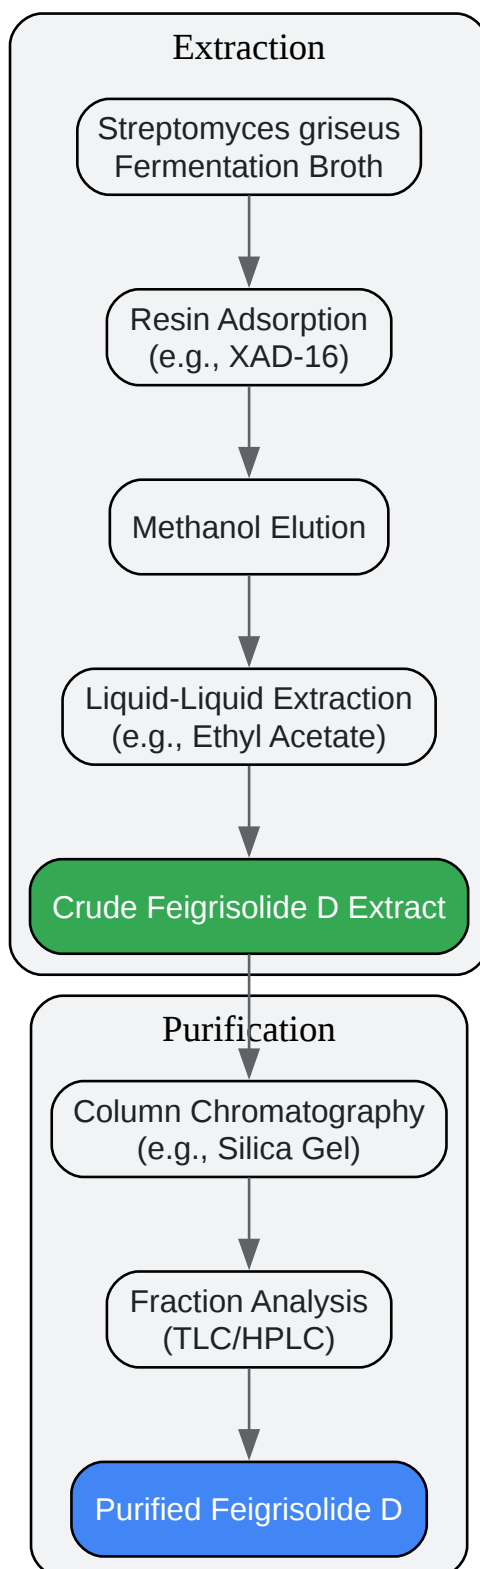 Extraction
Streptomyces griseus
Fermentation Broth
Resin Adsorption
(e.g., XAD-16)
Methanol Elution
Liquid-Liquid Extraction
(e.g., Ethyl Acetate)
Crude Feigrisolide D Extract
Purification
Column Chromatography
(e.g., Silica Gel)
Fraction Analysis
(TLC/HPLC)
Purified Feigrisolide D